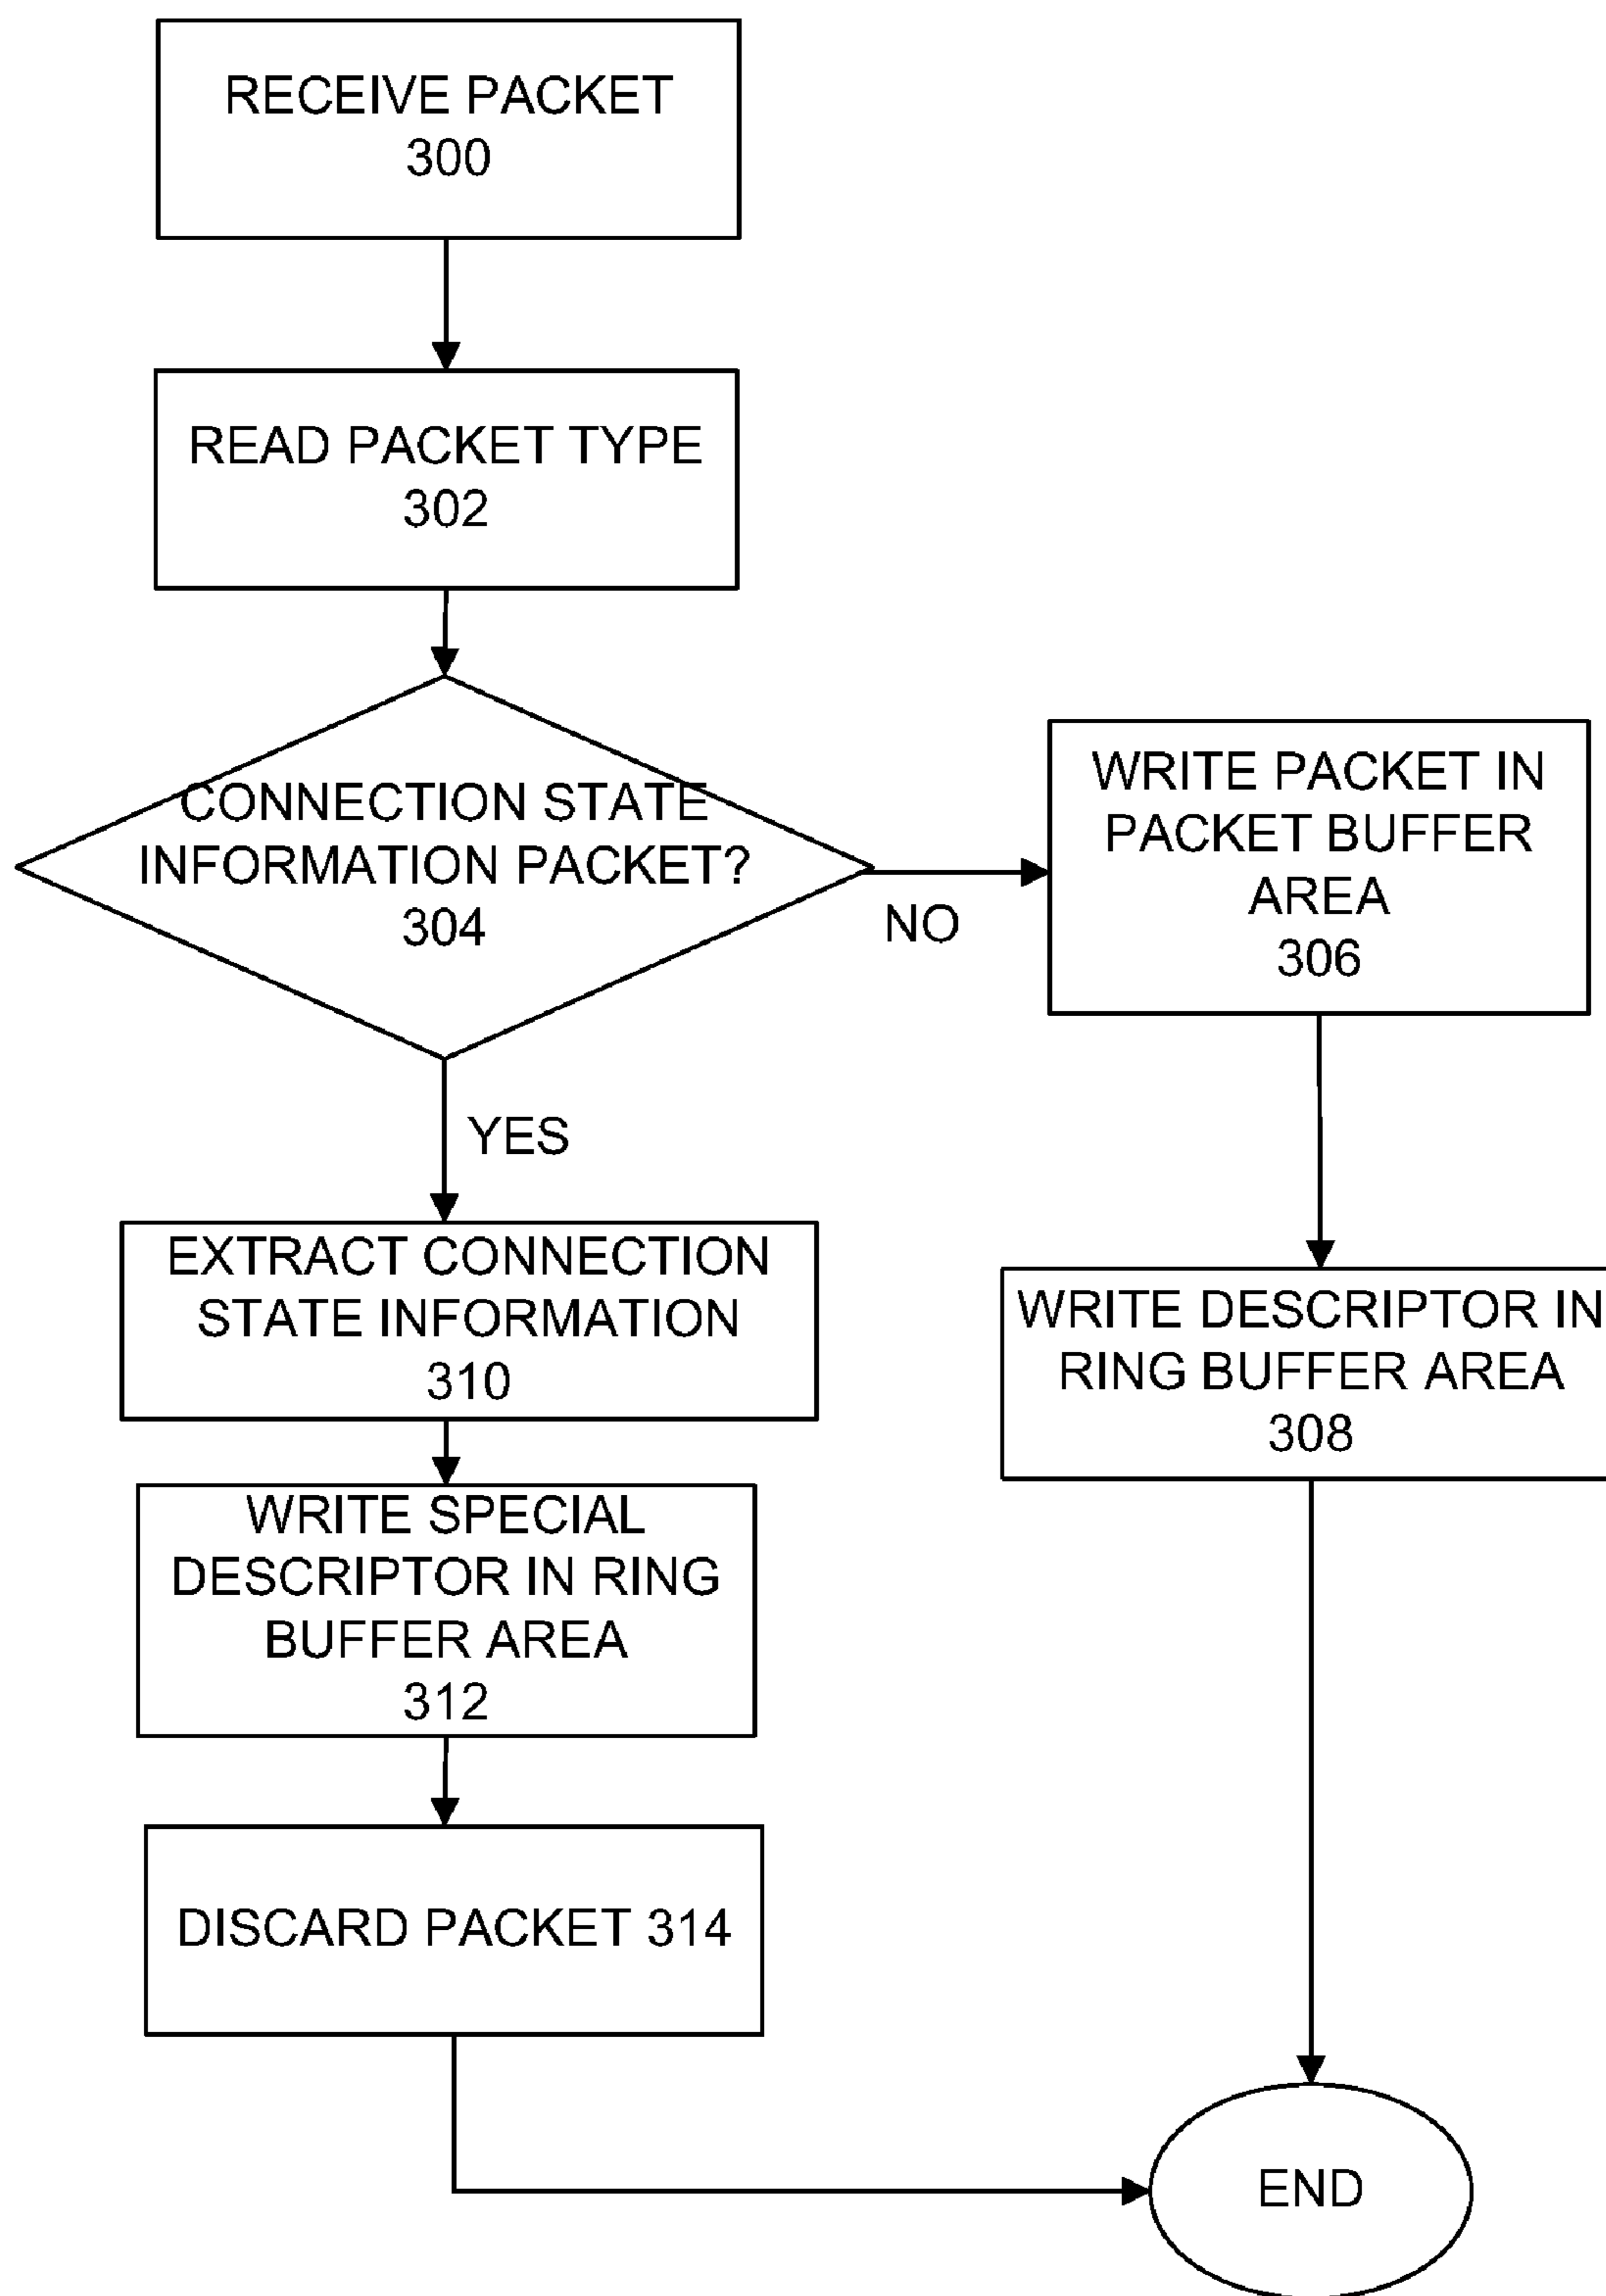 RECEIVE PACKET
300
READ PACKET TYPE
302
CONNECTION STATE
INFORMATION PACKET?
304
NO
WRITE PACKET IN
PACKET BUFFER
AREA
306
YES
EXTRACT CONNECTION
STATE INFORMATION
310
WRITE DESCRIPTOR IN
RING BUFFER AREA
308
WRITE SPECIAL
DESCRIPTOR IN RING
BUFFER AREA
312
DISCARD PACKET 314
END